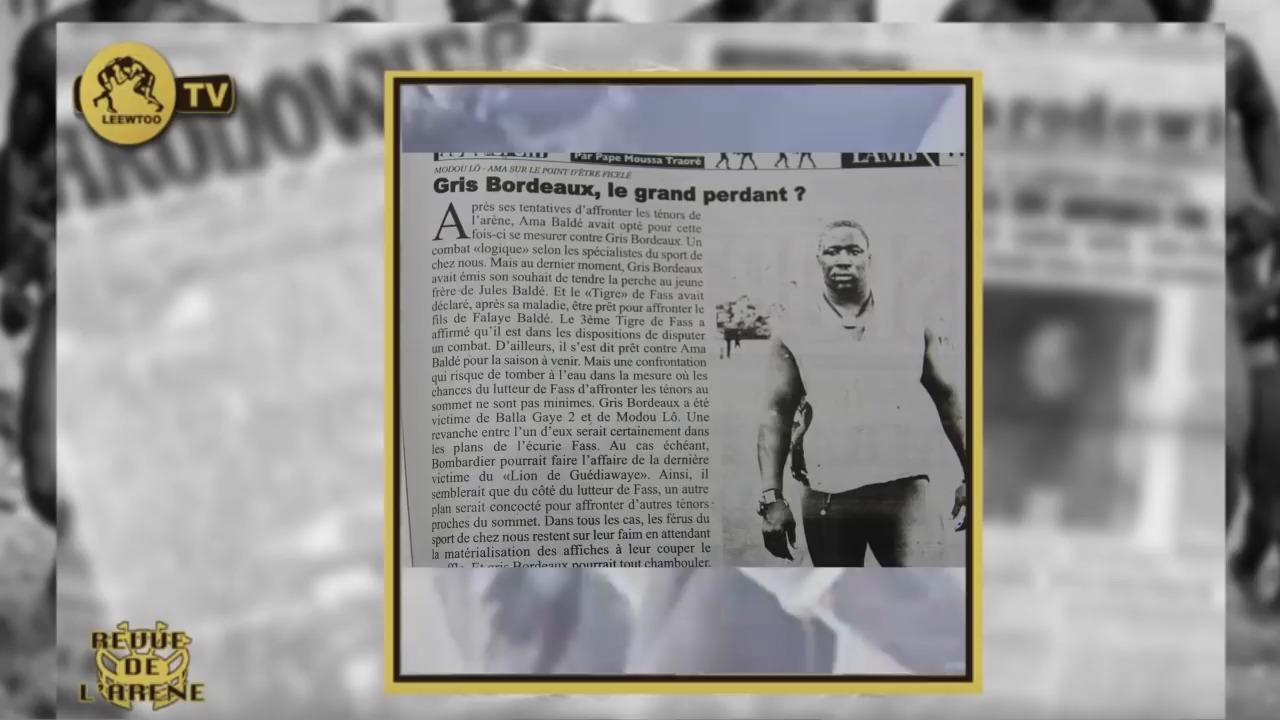 LEEWTOO
TV
Par Pape Moussa Traoré
LAMB
MODOU LÔ - AMA SUR LE POINT D'ÊTRE FICELÉ
Gris Bordeaux, le grand perdant ?
Après ses tentatives d'affronter les ténors de
l'arène, Ama Baldé avait opté pour cette
fois-ci se mesurer contre Gris Bordeaux. Un
combat «logique» selon les spécialistes du sport de
chez nous. Mais au dernier moment, Gris Bordeaux
avait émis son souhait de tendre la perche au jeune
frère de Jules Baldé. Et le «Tigre» de Fass avait
déclaré, après sa maladie, être prêt pour affronter le
fils de Falaye Baldé. Le 3ème Tigre de Fass a
affirmé qu'il est dans les dispositions de disputer
un combat. D'ailleurs, il s'est dit prêt contre Ama
Baldé pour la saison à venir. Mais une confrontation
qui risque de tomber à l'eau dans la mesure où les
chances du lutteur de Fass d'affronter les ténors au
sommet ne sont pas minimes. Gris Bordeaux a été
victime de Balla Gaye 2 et de Modou Lô. Une
revanche entre l'un d'eux serait certainement dans
les plans de l'écurie Fass. Au cas échéant,
Bombardier pourrait faire l'affaire de la dernière
victime du «Lion de Guédiawaye». Ainsi, il
semblerait que du côté du lutteur de Fass, un autre
plan serait concocté pour affronter d'autres ténors
proches du sommet. Dans tous les cas, les férus du
sport de chez nous restent sur leur faim en attendant
la matérialisation des affiches à leur couper le
Et gris Bordeaux pourrait tout chambouler.
REVUE
DE
L'ARENE